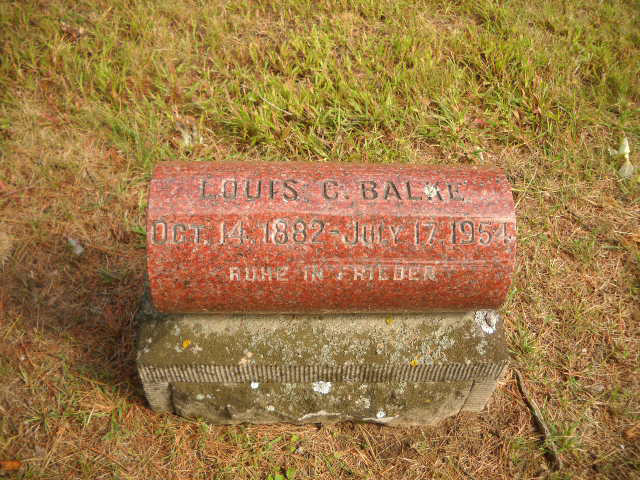 LOUIS C. BALKE
OCT. 14, 1882 - JULY 17, 1954
RUHE IN FRIEDEN